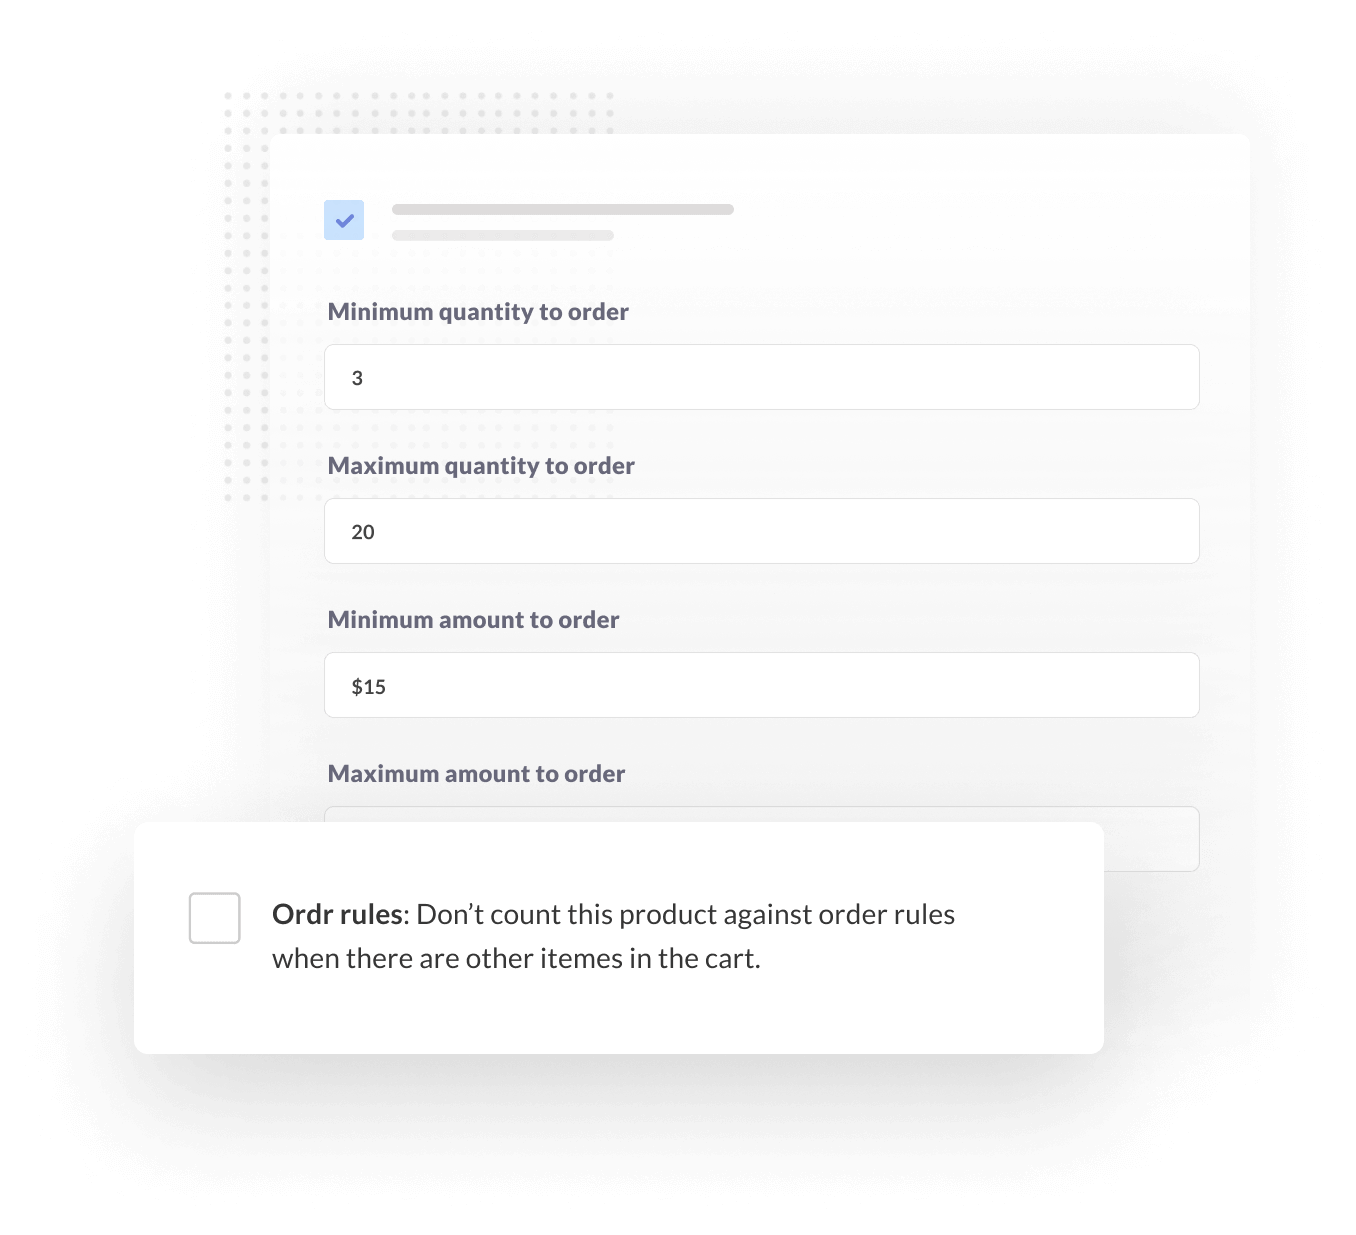 Minimum quantity to order
3
Maximum quantity to order
20
Minimum amount to order
$15
Maximum amount to order
Ordr rules: Don’t count this product against order rules
when there are other itemes in the cart.